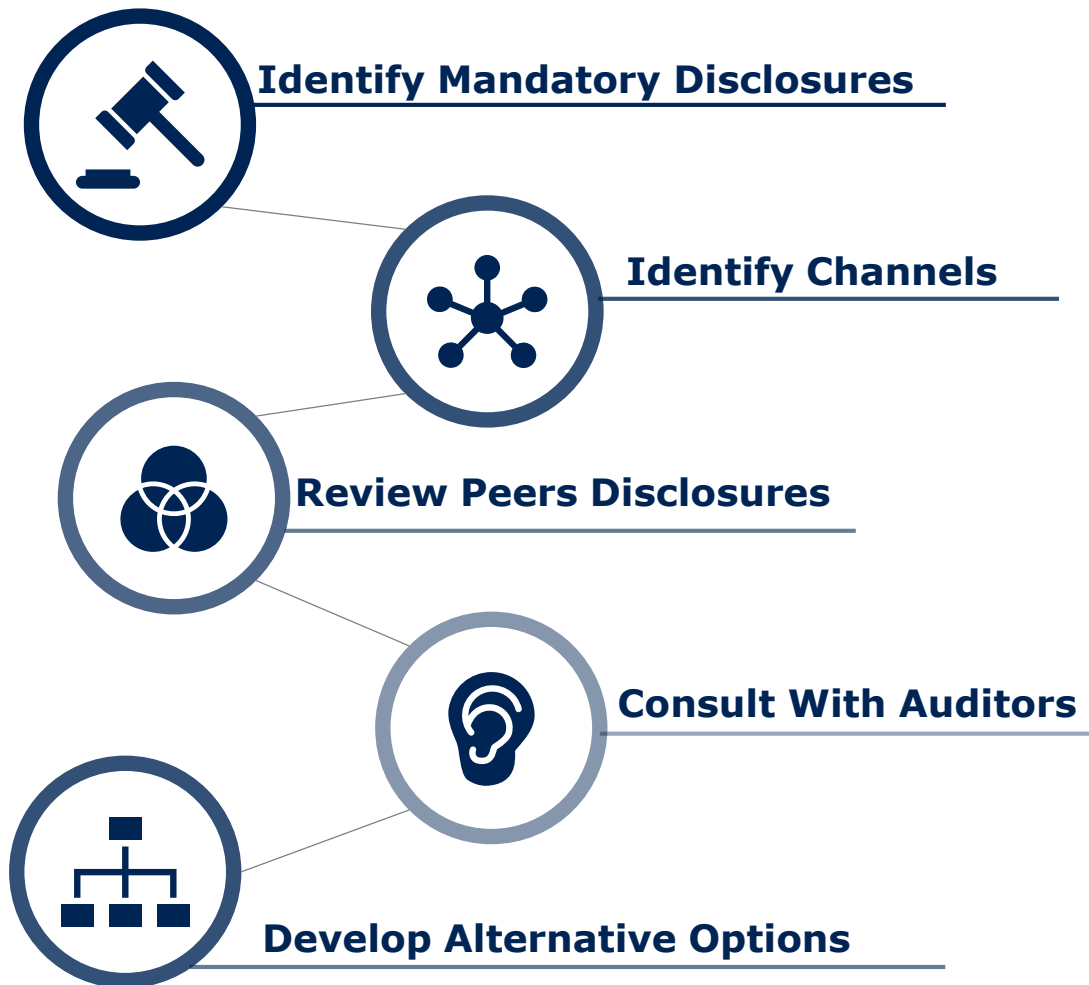 Identify Mandatory Disclosures
Identify Channels
Review Peers Disclosures
Consult With Auditors
Develop Alternative Options